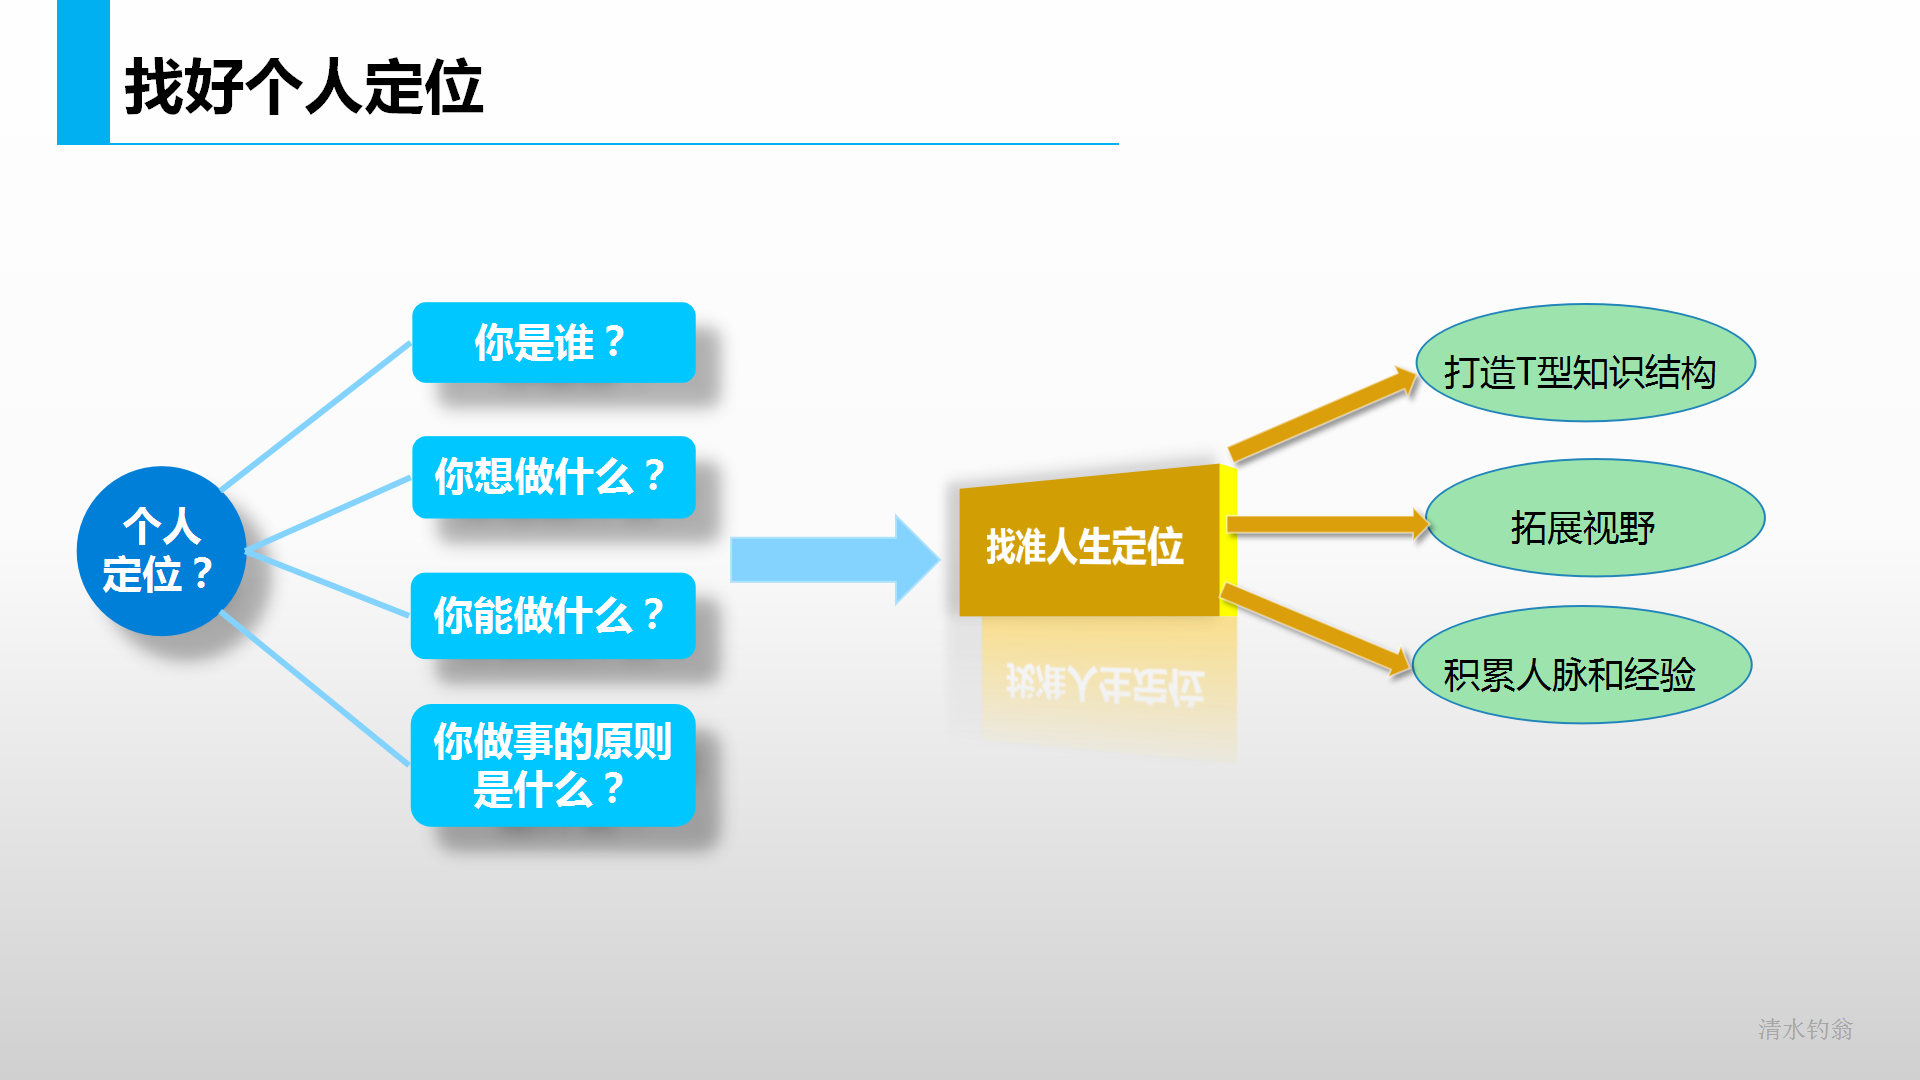 找好个人定位
个人
定位？
你是谁？
你想做什么？
你能做什么？
你做事的原则
是什么？
找准人生定位
打造T型知识结构
拓展视野
积累人脉和经验
清水钓翁